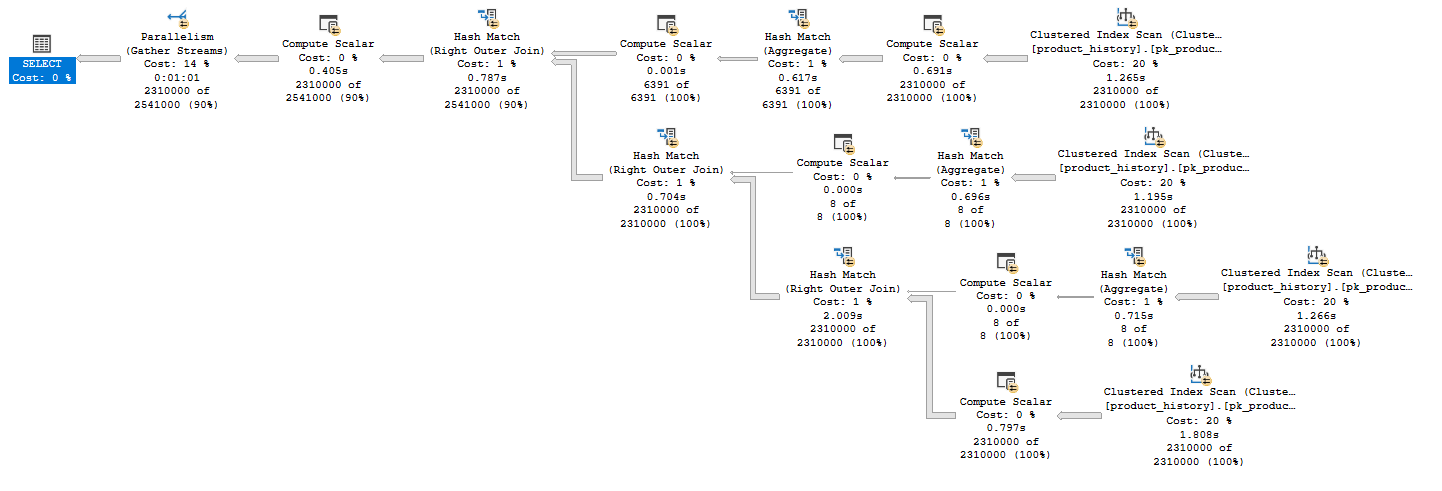 SELECT
Cost: 0 %
Parallelism
(Gather Streams)
Cost: 14 %
0:01:01
2310000 of
2541000 (90%)
Compute Scalar
Cost: 0 %
0.405s
2310000 of
2541000 (90%)
Hash Match
(Right Outer Join)
Cost: 1 %
0.787s
2310000 of
2541000 (90%)
Compute Scalar
Cost: 0 %
0.001s
6391 of
6391 (100%)
Hash Match
(Aggregate)
Cost: 1 %
0.617s
6391 of
6391 (100%)
Compute Scalar
Cost: 0 %
0.691s
2310000 of
2310000 (100%)
Clustered Index Scan (Cluste…
[product_history].[pk_produc…
Cost: 20 %
1.265s
2310000 of
2310000 (100%)
Hash Match
(Right Outer Join)
Cost: 1 %
0.704s
2310000 of
2310000 (100%)
Compute Scalar
Cost: 0 %
0.000s
8 of
8 (100%)
Hash Match
(Aggregate)
Cost: 1 %
0.696s
8 of
8 (100%)
Clustered Index Scan (Cluste…
[product_history].[pk_produc…
Cost: 20 %
1.195s
2310000 of
2310000 (100%)
Hash Match
(Right Outer Join)
Cost: 1 %
2.009s
2310000 of
2310000 (100%)
Compute Scalar
Cost: 0 %
0.000s
8 of
8 (100%)
Hash Match
(Aggregate)
Cost: 1 %
0.715s
8 of
8 (100%)
Clustered Index Scan (Cluste…
[product_history].[pk_produc…
Cost: 20 %
1.266s
2310000 of
2310000 (100%)
Compute Scalar
Cost: 0 %
0.797s
2310000 of
2310000 (100%)
Clustered Index Scan (Cluste…
[product_history].[pk_produc…
Cost: 20 %
1.808s
2310000 of
2310000 (100%)